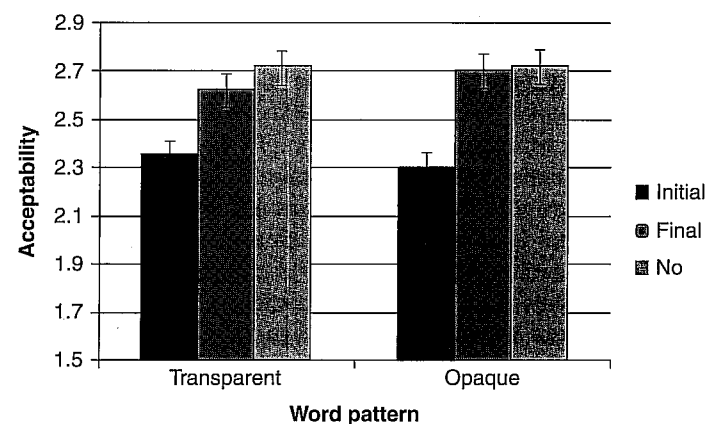 2.9
2.7
2.5
2.3
2.1
1.9
1.7
1.5
Acceptability
Transparent
Opaque
Word pattern
Initial
Final
No